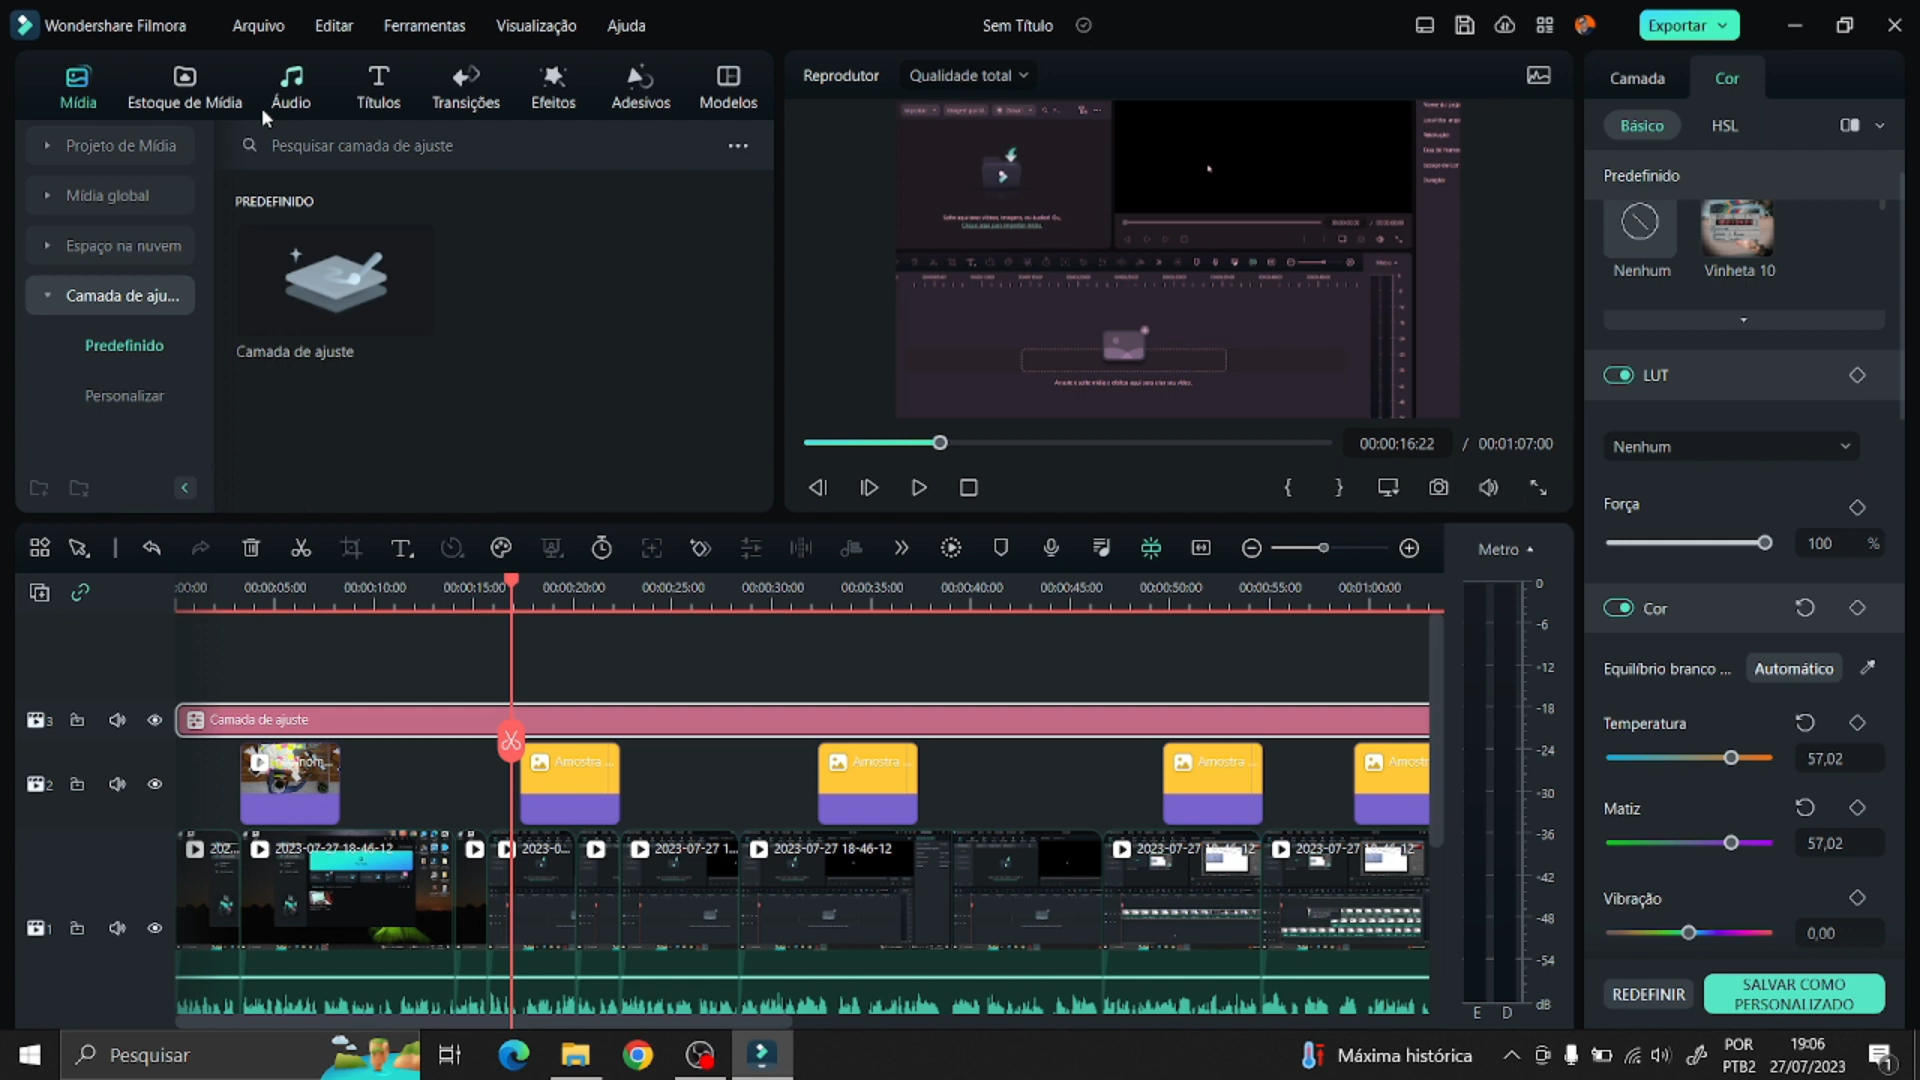 Wondershare Filmora
Arquivo
Editar
Ferramentas
Visualização
Ajuda
Sem Título
Exportar
Mídia
Estoque de Mídia
Áudio
Títulos
Transições
Efeitos
Adesivos
Modelos
Reprodutor
Qualidade total
Camada
Cor
Básico
HSL
Projeto de Mídia
Mídia global
Espaço na nuvem
Camada de aju...
Predefinido
Personalizar
Pesquisar camada de ajuste
PREDEFINIDO
Camada de ajuste
00:00:16:22 / 00:01:07:00
Predefinido
Nenhum
Vinheta 10
LUT
Nenhum
Força
100 %
Cor
Equilíbrio branco ...
Automático
Temperatura
57,02
Matiz
57,02
Vibração
0,00
REDEFINIR
SALVAR COMO
PERSONALIZADO
Metro
:00:00
00:00:05:00
00:00:10:00
00:00:15:00
00:00:20:00
00:00:25:00
00:00:30:00
00:00:35:00
00:00:40:00
00:00:45:00
00:00:50:00
00:00:55:00
00:01:00:00
0
-6
-12
-18
-24
-30
-36
-42
-48
-54
dB
E D
3
Camada de ajuste
2
Amostra ...
Amostra ...
Amostra ...
Amostr
1
202...
2023-07-27 18-46-12
2023-0...
2023-07-27 1...
2023-07-27 18-46-12
2023-07-27 18-46-12
2023-07-27 18-46-12
Pesquisar
Máxima histórica
POR
PTB2
19:06
27/07/2023
1